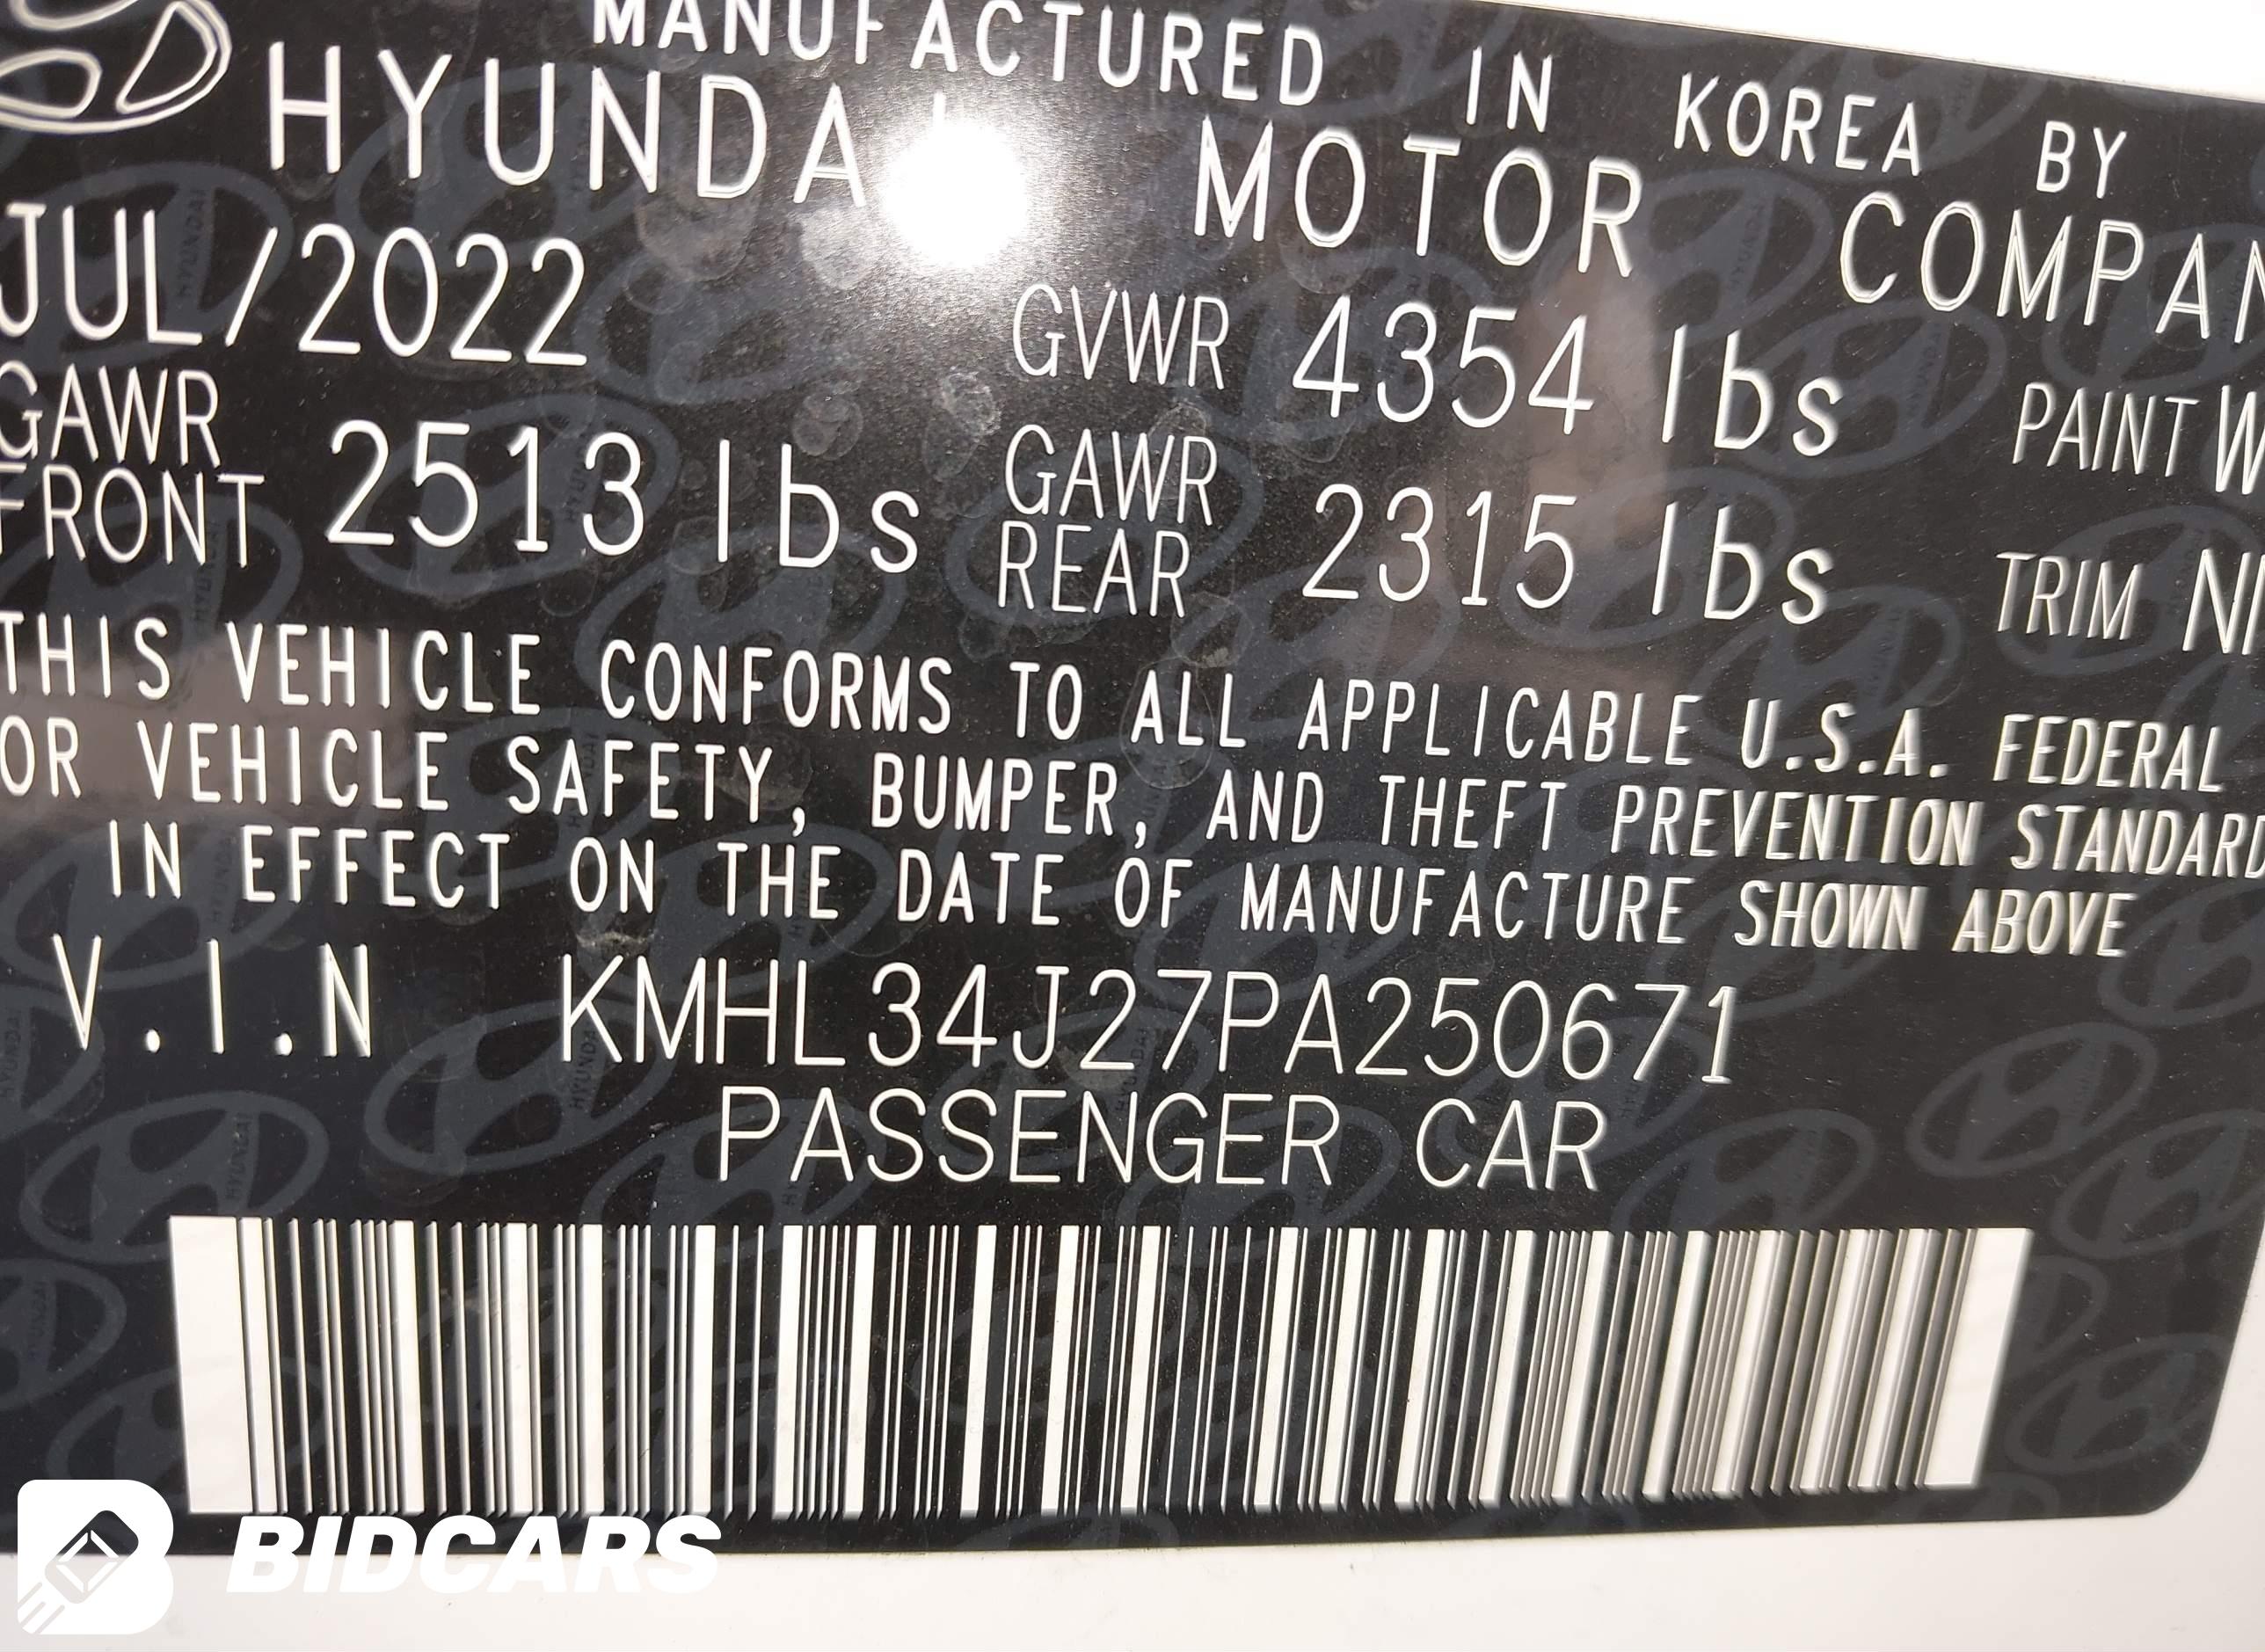 MANUFACTURED IN KOREA BY
HYUNDAI MOTOR COMPAN
JUL/2022 GVWR 4354 lbs PAINT W
GAWR FRONT 2513 lbs GAWR REAR 2315 lbs TRIM
THIS VEHICLE CONFORMS TO ALL APPLICABLE U.S.A. FEDERAL
OR VEHICLE SAFETY, BUMPER, AND THEFT PREVENTION STANDARD
IN EFFECT ON THE DATE OF MANUFACTURE SHOWN ABOVE
V.I.N KMHL34J27PA250671
PASSENGER CAR
BIDCARS